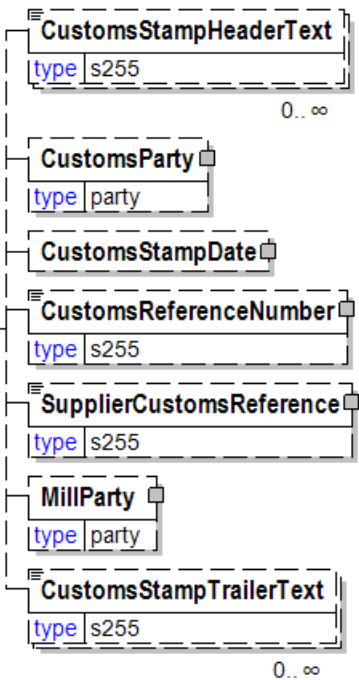 CustomsStampHeaderText
type s255
0.. ∞
CustomsParty
type party
CustomsStampDate
CustomsReferenceNumber
type s255
SupplierCustomsReference
type s255
MillParty
type party
CustomsStampTrailerText
type s255
0.. ∞